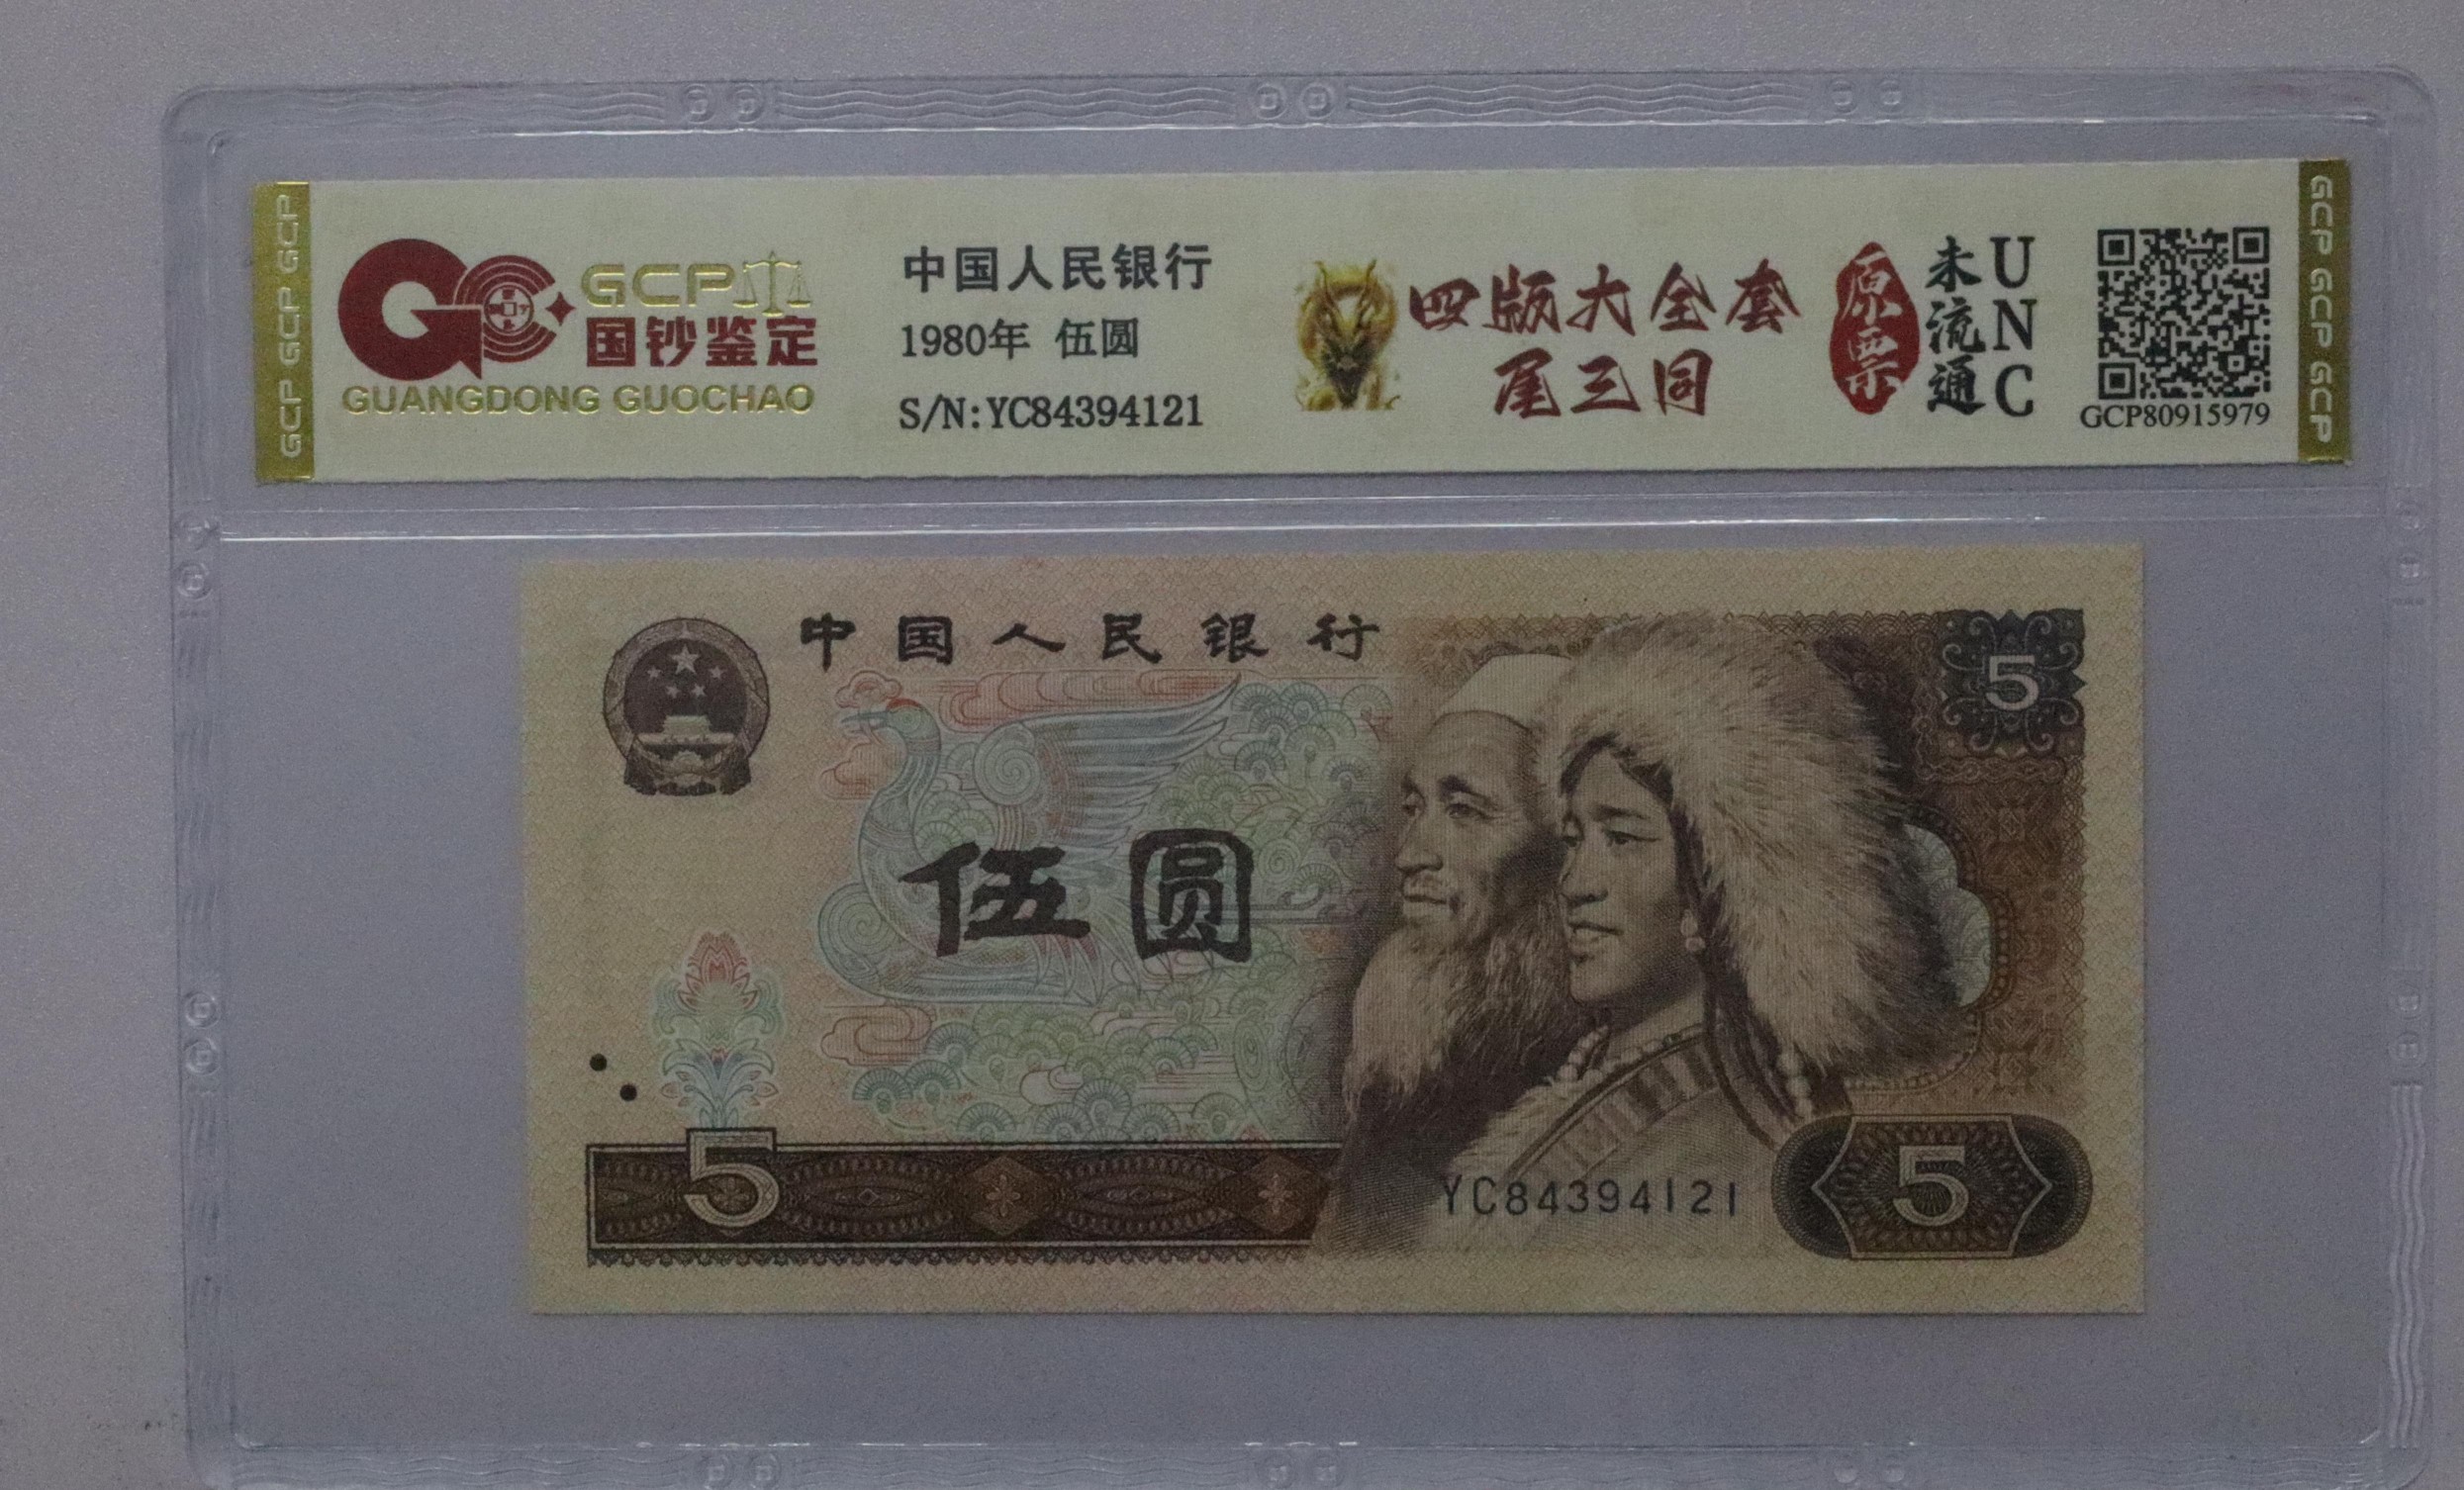 GCP GCP GCP
GCP
国钞鉴定
GUANGDONG GUOCHAO
中国人民银行
1980年 伍圆
S/N:YC84394121
四版大全套
尾三同
原票
未流通
UNC
GCP80915979
GCP GCP GCP
中国人民银行
5
伍圆
5
YC84394121
5